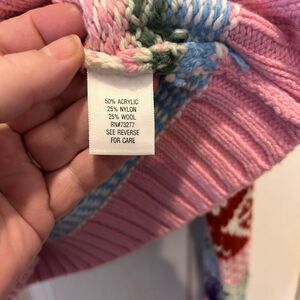 50% ACRYLIC
25% NYLON
25% WOOL
RN#73277
SEE REVERSE
FOR CARE